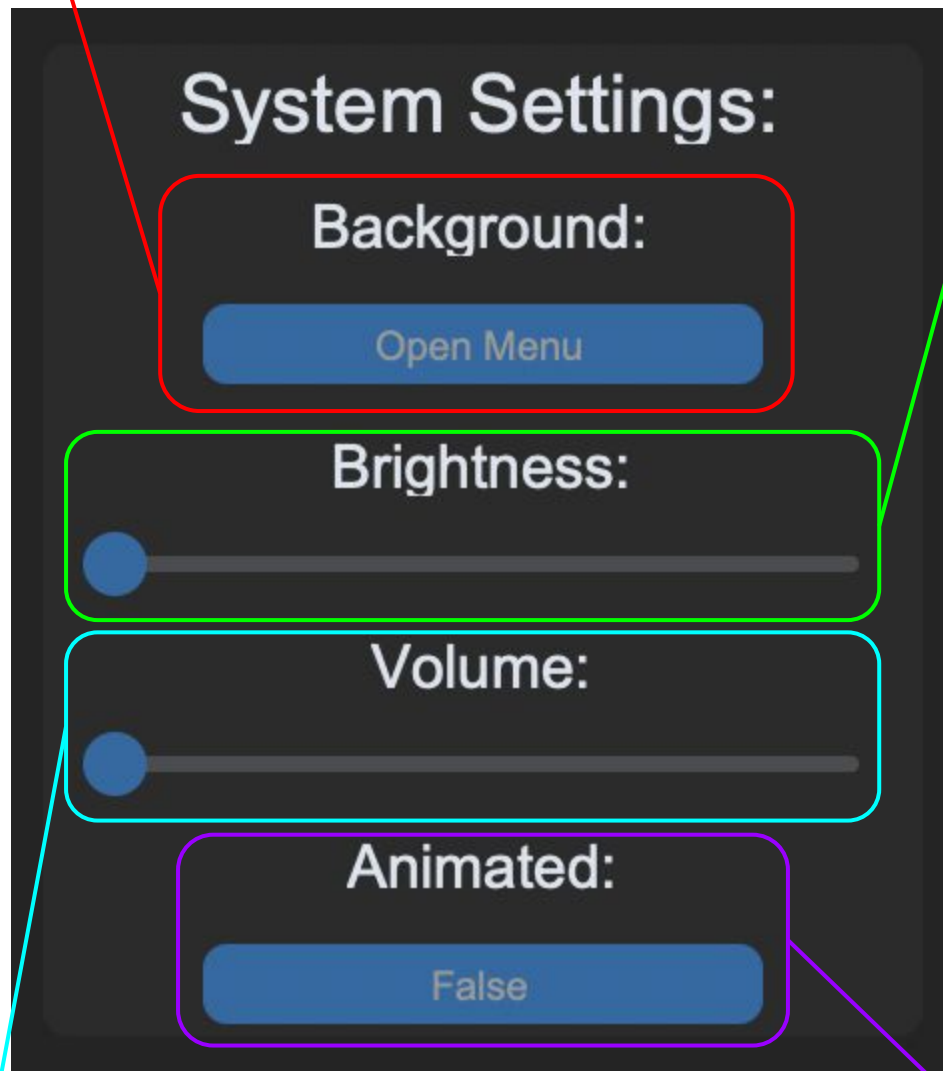 System Settings:
Background:
Open Menu
Brightness:
Volume:
Animated:
False